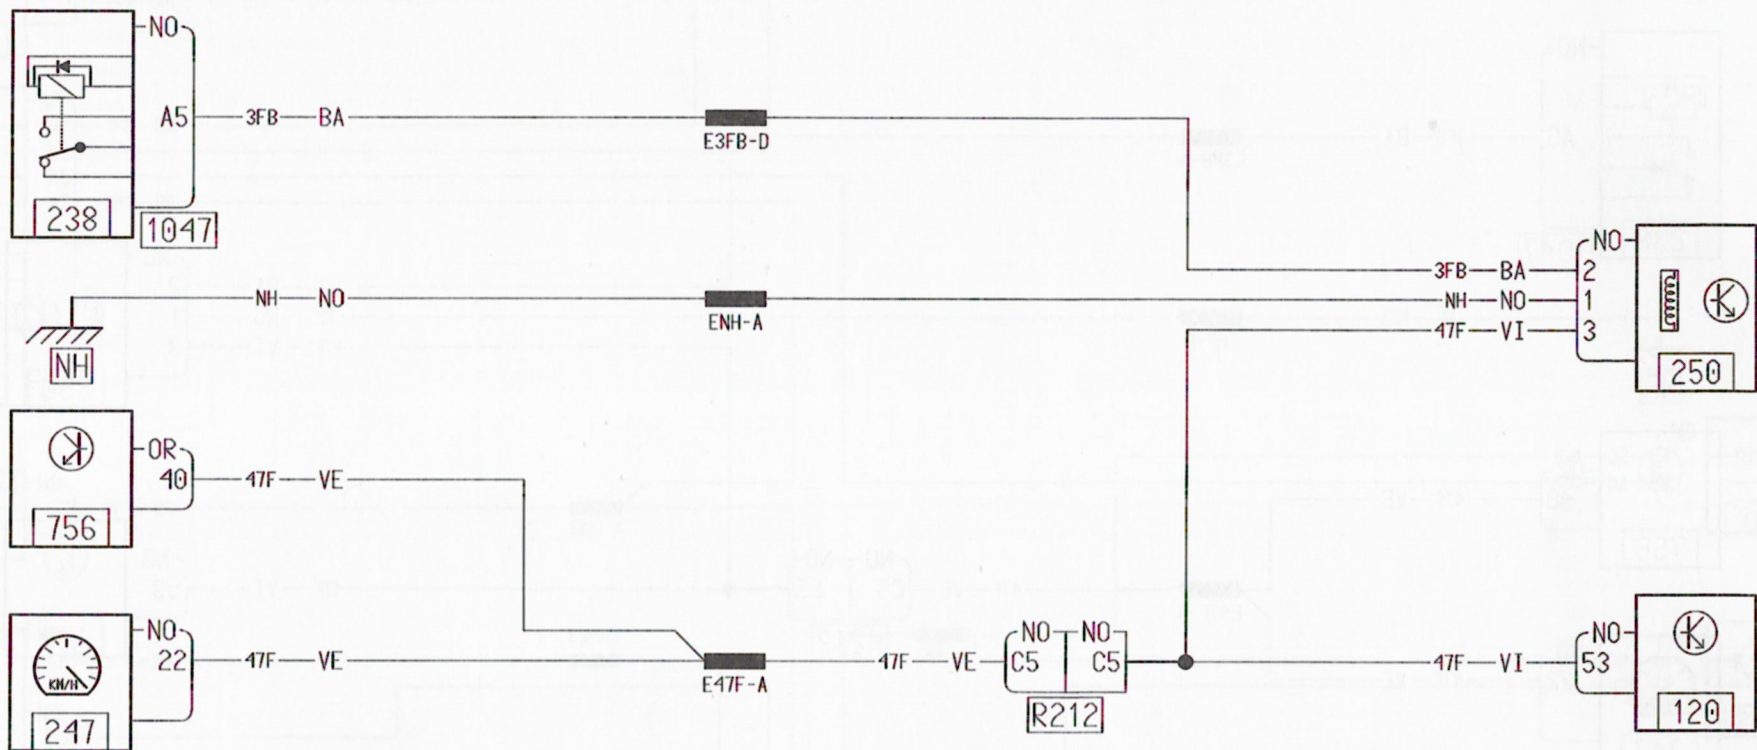 NO
A5 3FB BA E3FB-D
238 1047
NO
3FB BA 2
NH NO ENH-A NH NO 1
47F VI 3
NH
250
OR
40 47F VE
756
NO NO NO NO
22 47F VE E47F-A 47F VE C5 C5 47F VI 53
KM/H
247 R212 120